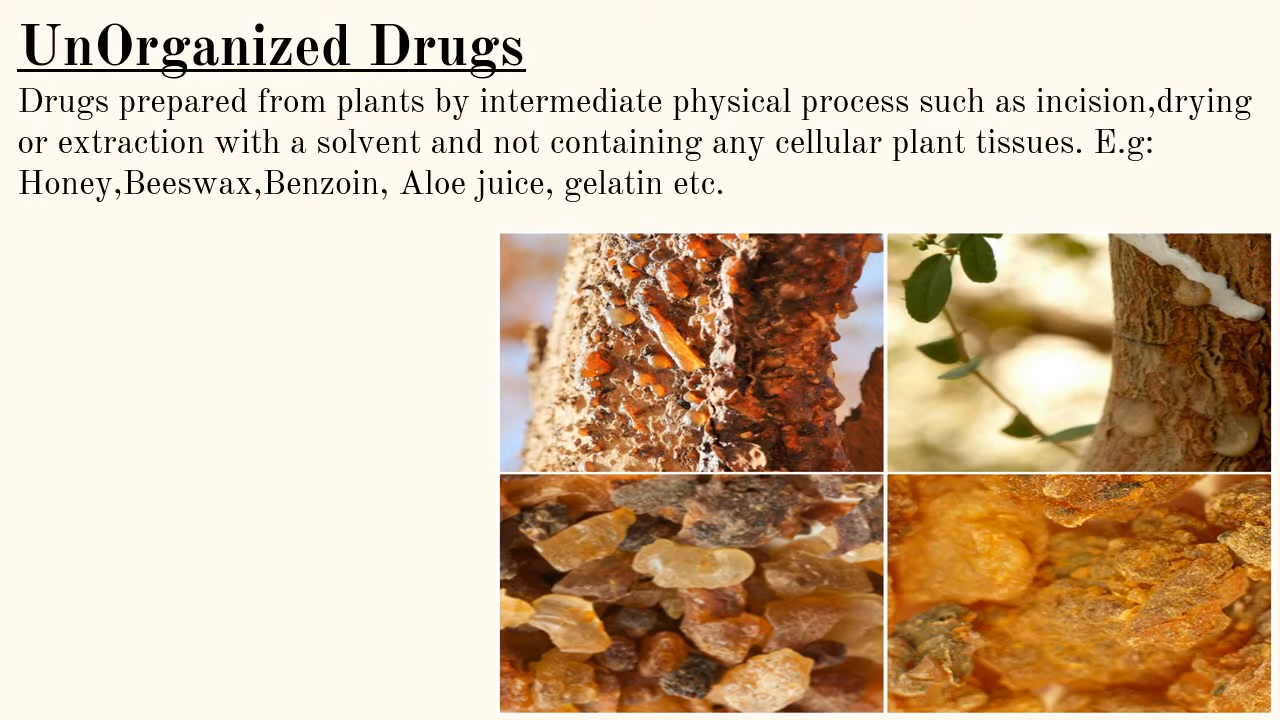 UnOrganized Drugs
Drugs prepared from plants by intermediate physical process such as incision,drying
or extraction with a solvent and not containing any cellular plant tissues. E.g:
Honey,Beeswax,Benzoin, Aloe juice, gelatin etc.